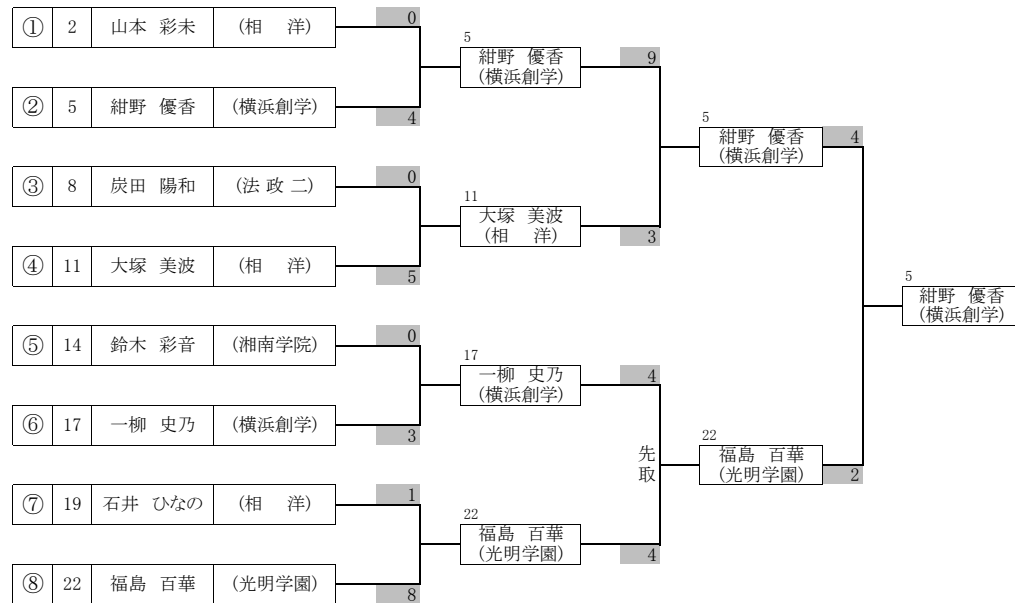 ① 2 山本 彩未 (相 洋) 0
② 5 紺野 優香 (横浜創学) 4
5
紺野 優香
(横浜創学)
9
③ 8 炭田 陽和 (法 政 二) 0
④ 11 大塚 美波 (相 洋) 5
11
大塚 美波
(相 洋)
3
5
紺野 優香
(横浜創学)
4
⑤ 14 鈴木 彩音 (湘南学院) 0
⑥ 17 一柳 史乃 (横浜創学) 3
17
一柳 史乃
(横浜創学)
4
先
取
⑦ 19 石井 ひなの (相 洋) 1
⑧ 22 福島 百華 (光明学園) 8
22
福島 百華
(光明学園)
4
22
福島 百華
(光明学園)
2
5
紺野 優香
(横浜創学)